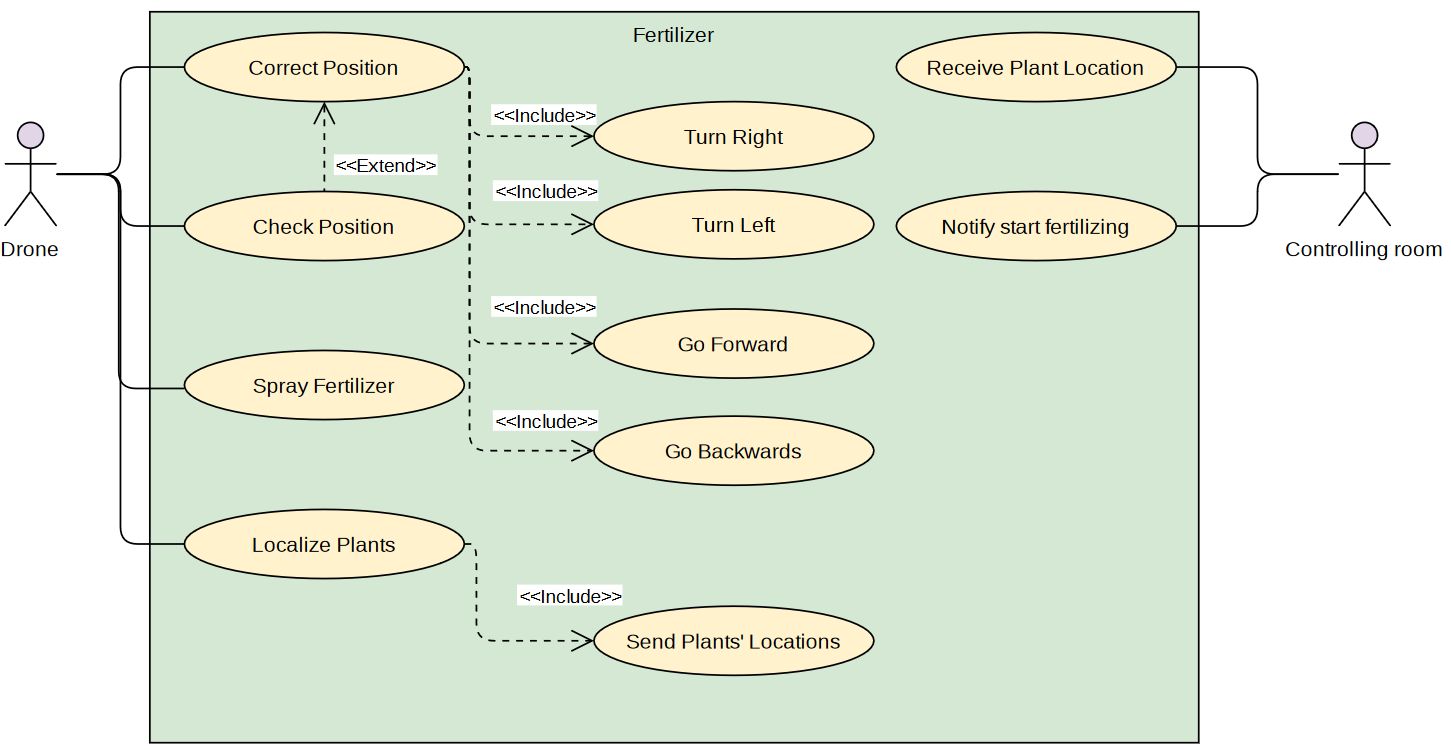 Fertilizer
Correct Position
Receive Plant Location
<<Include>>
Turn Right
<<Extend>>
<<Include>>
Check Position
Turn Left
Notify start fertilizing
Drone
Controlling room
<<Include>>
Go Forward
Spray Fertilizer
<<Include>>
Go Backwards
Localize Plants
<<Include>>
Send Plants' Locations